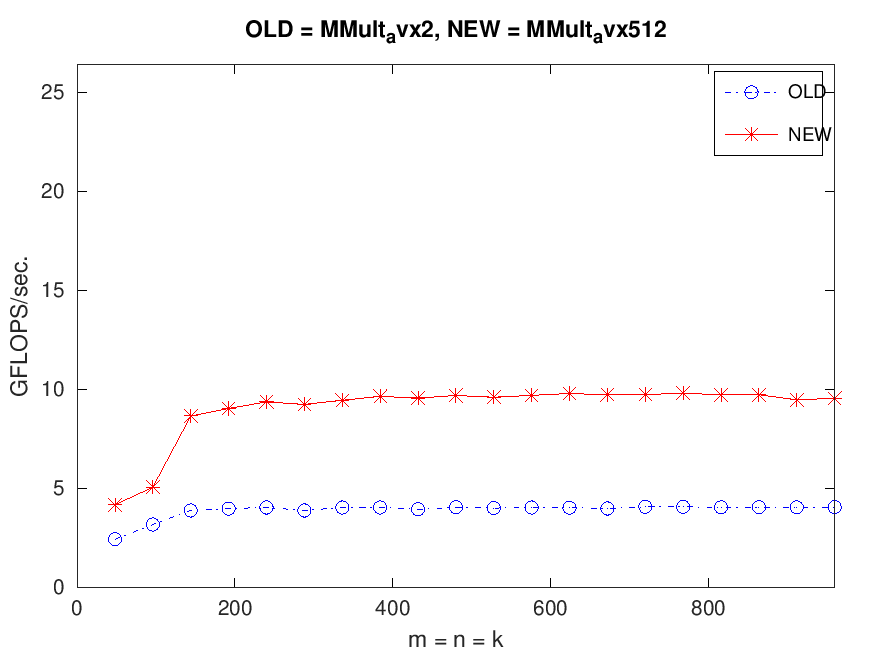 OLD = MMult_avx2, NEW = MMult_avx512
25
20
15
10
5
0
GFLOPS/sec.
OLD
NEW
0 200 400 600 800
m = n = k